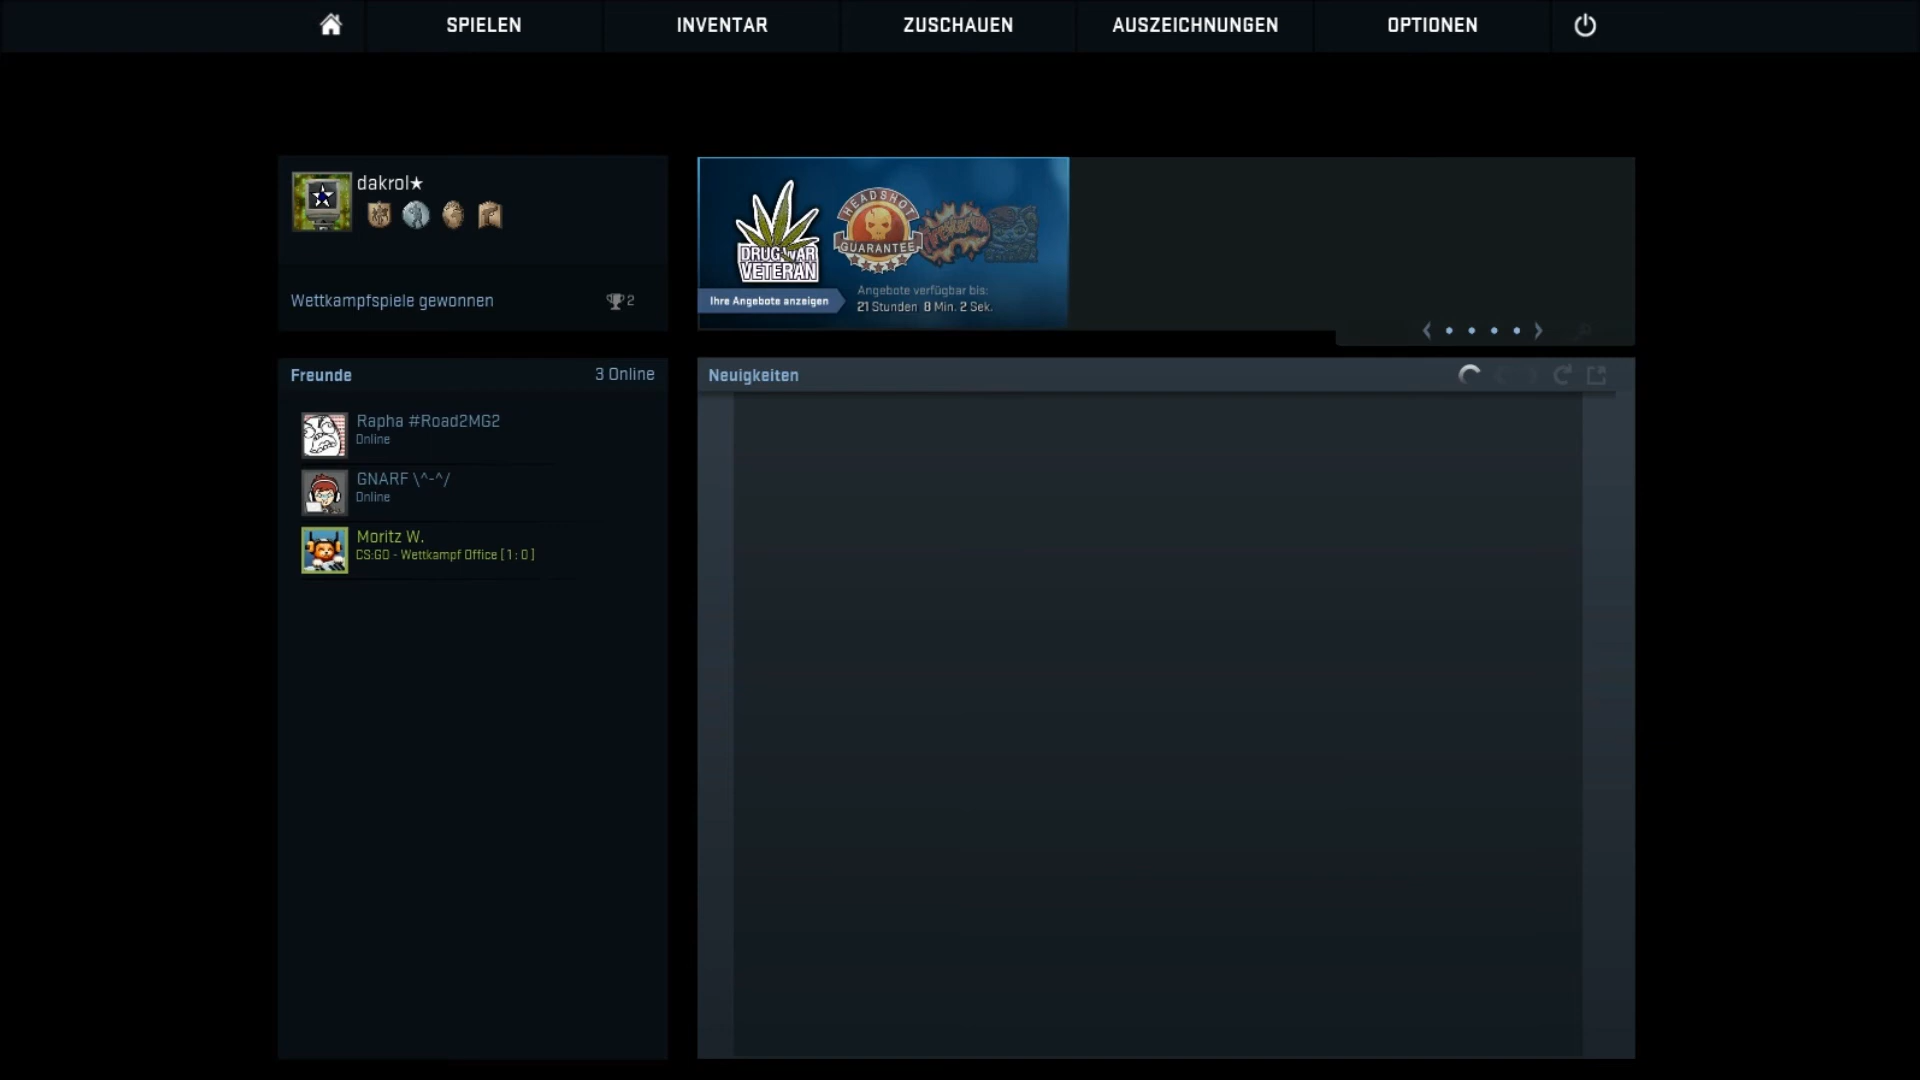 SPIELEN
INVENTAR
ZUSCHAUEN
AUSZEICHNUNGEN
OPTIONEN
dakrol★
Wettkampfspiele gewonnen
2
DRUG WAR
VETERAN
HEADSHOT
GUARANTEE
Firestarter
Ihre Angebote anzeigen
Angebote verfügbar bis:
21 Stunden 8 Min. 2 Sek.
Freunde
3 Online
Rapha #Road2MG2
Online
GNARF \^-^/
Online
Moritz W.
CS:GO - Wettkampf Office [ 1 : 0 ]
Neuigkeiten